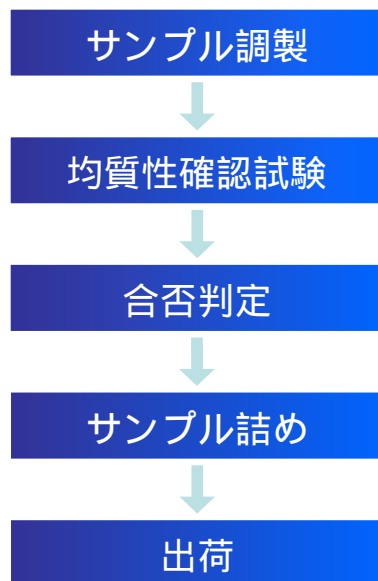 サンプル調製
均質性確認試験
合否判定
サンプル詰め
出荷